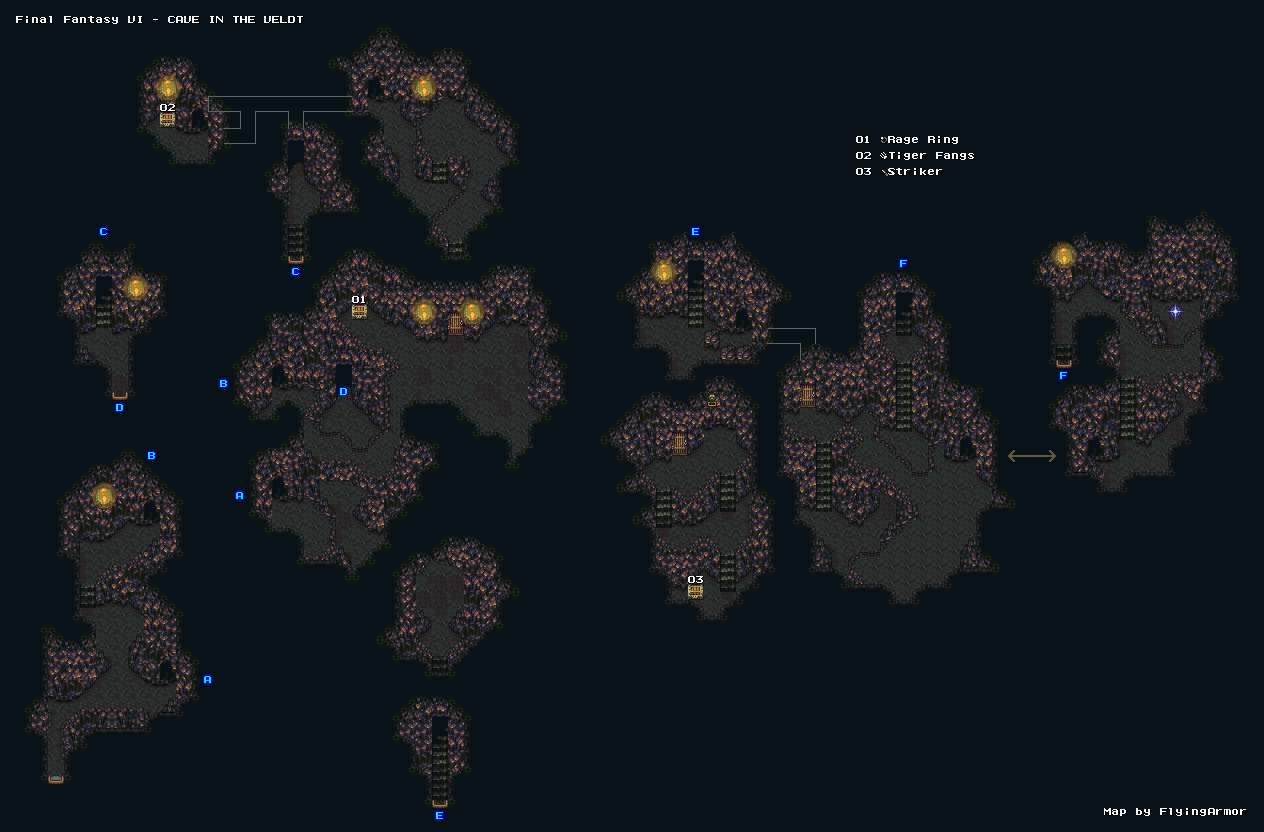 Final Fantasy VI - CAVE IN THE VELDT
02
01 Rage Ring
02 Tiger Fangs
03 Striker
C
E
F
C
01
F
B
D
D
B
A
A
03
E
Map by FlyingArmor